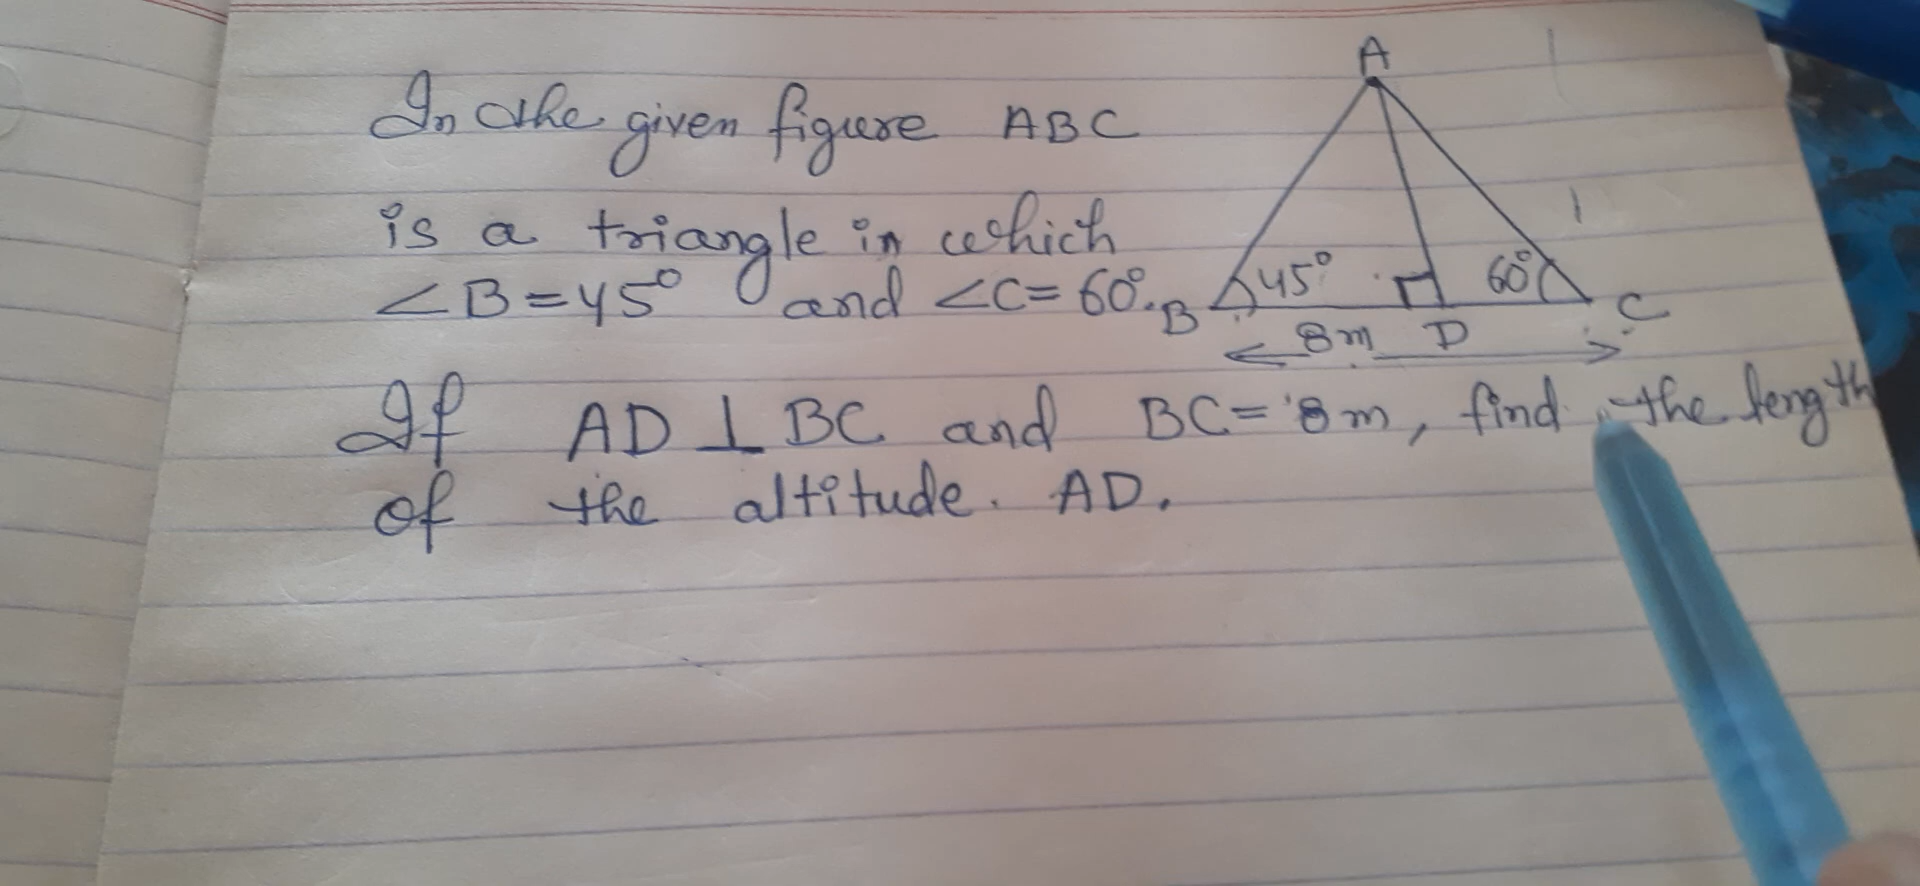 In the given figure ABC
is a triangle in which
∠B=45° and ∠C=60°.
A
45°
60°
B
C
8m
D
If AD ⊥ BC and BC = 8m, find the length
of the altitude. AD.